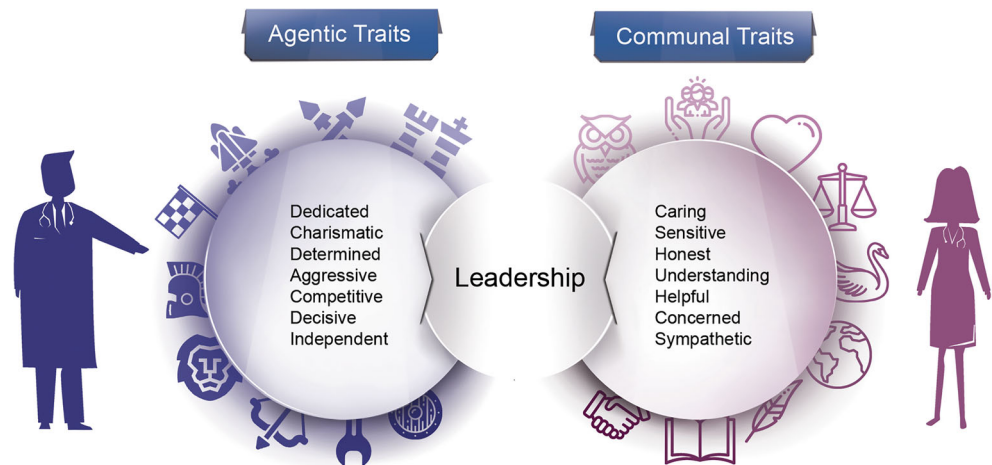 Agentic Traits
Communal Traits
Dedicated
Charismatic
Determined
Aggressive
Competitive
Decisive
Independent
Leadership
Caring
Sensitive
Honest
Understanding
Helpful
Concerned
Sympathetic